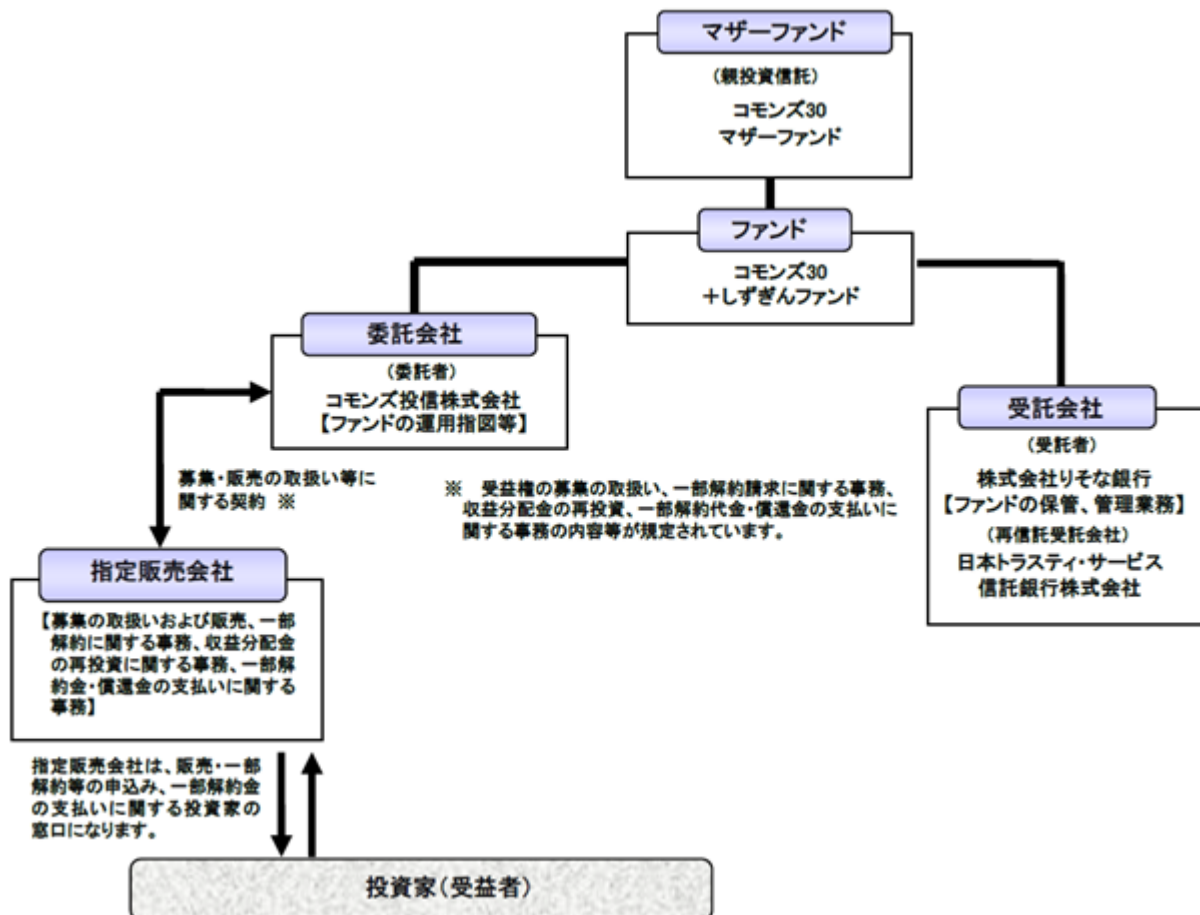 マザーファンド
(親投資信託)
コモンズ30
マザーファンド
ファンド
コモンズ30
+しずぎんファンド
委託会社
(委託者)
コモンズ投信株式会社
【ファンドの運用指図等】
受託会社
(受託者)
株式会社りそな銀行
【ファンドの保管、管理業務】
(再信託受託会社)
日本トラスティ・サービス
信託銀行株式会社
募集・販売の取扱い等に
関する契約 ※
※ 受益権の募集の取扱い、一部解約請求に関する事務、
収益分配金の再投資、一部解約代金・償還金の支払いに
関する事務の内容等が規定されています。
指定販売会社
【募集の取扱いおよび販売、一部
解約に関する事務、収益分配金
の再投資に関する事務、一部解
約金・償還金の支払いに関する
事務】
指定販売会社は、販売・一部
解約等の申込み、一部解約金
の支払いに関する投資家の
窓口になります。
投資家(受益者)